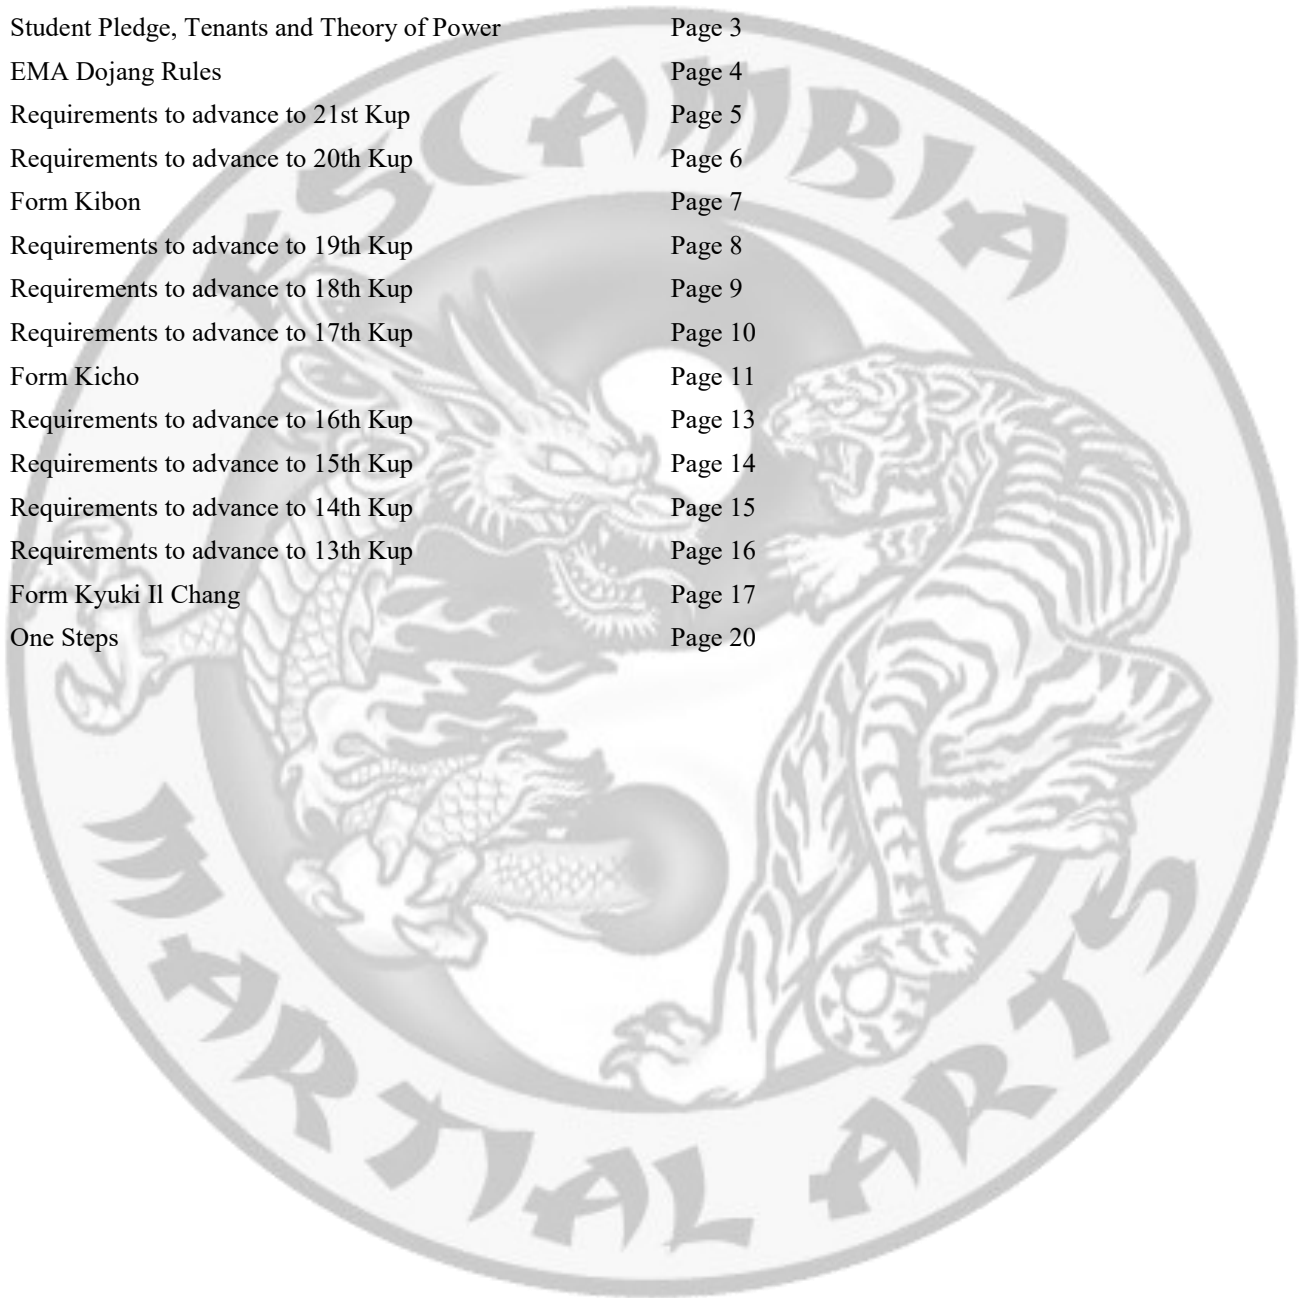 Student Pledge, Tenants and Theory of Power Page 3
EMA Dojang Rules Page 4
Requirements to advance to 21st Kup Page 5
Requirements to advance to 20th Kup Page 6
Form Kibon Page 7
Requirements to advance to 19th Kup Page 8
Requirements to advance to 18th Kup Page 9
Requirements to advance to 17th Kup Page 10
Form Kicho Page 11
Requirements to advance to 16th Kup Page 13
Requirements to advance to 15th Kup Page 14
Requirements to advance to 14th Kup Page 15
Requirements to advance to 13th Kup Page 16
Form Kyuki Il Chang Page 17
One Steps Page 20
ESCAMBIA
MARTIAL ARTS